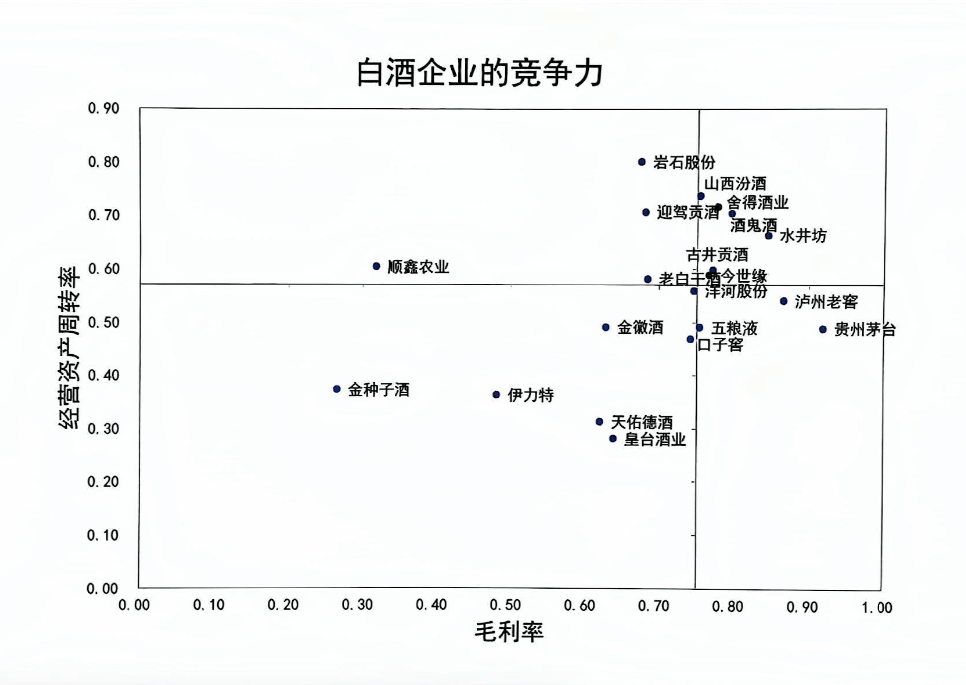 白酒企业的竞争力
0.90
0.80
岩石股份
山西汾酒
舍得酒业
0.70
迎驾贡酒
酒鬼酒
水井坊
古井贡酒
0.60
顺鑫农业
老白干酒
今世缘
洋河股份
泸州老窖
0.50
金徽酒
五粮液
贵州茅台
口子窖
0.40
金种子酒
伊力特
0.30
天佑德酒
皇台酒业
0.20
0.10
0.00
经营资产周转率
0.00 0.10 0.20 0.30 0.40 0.50 0.60 0.70 0.80 0.90 1.00
毛利率